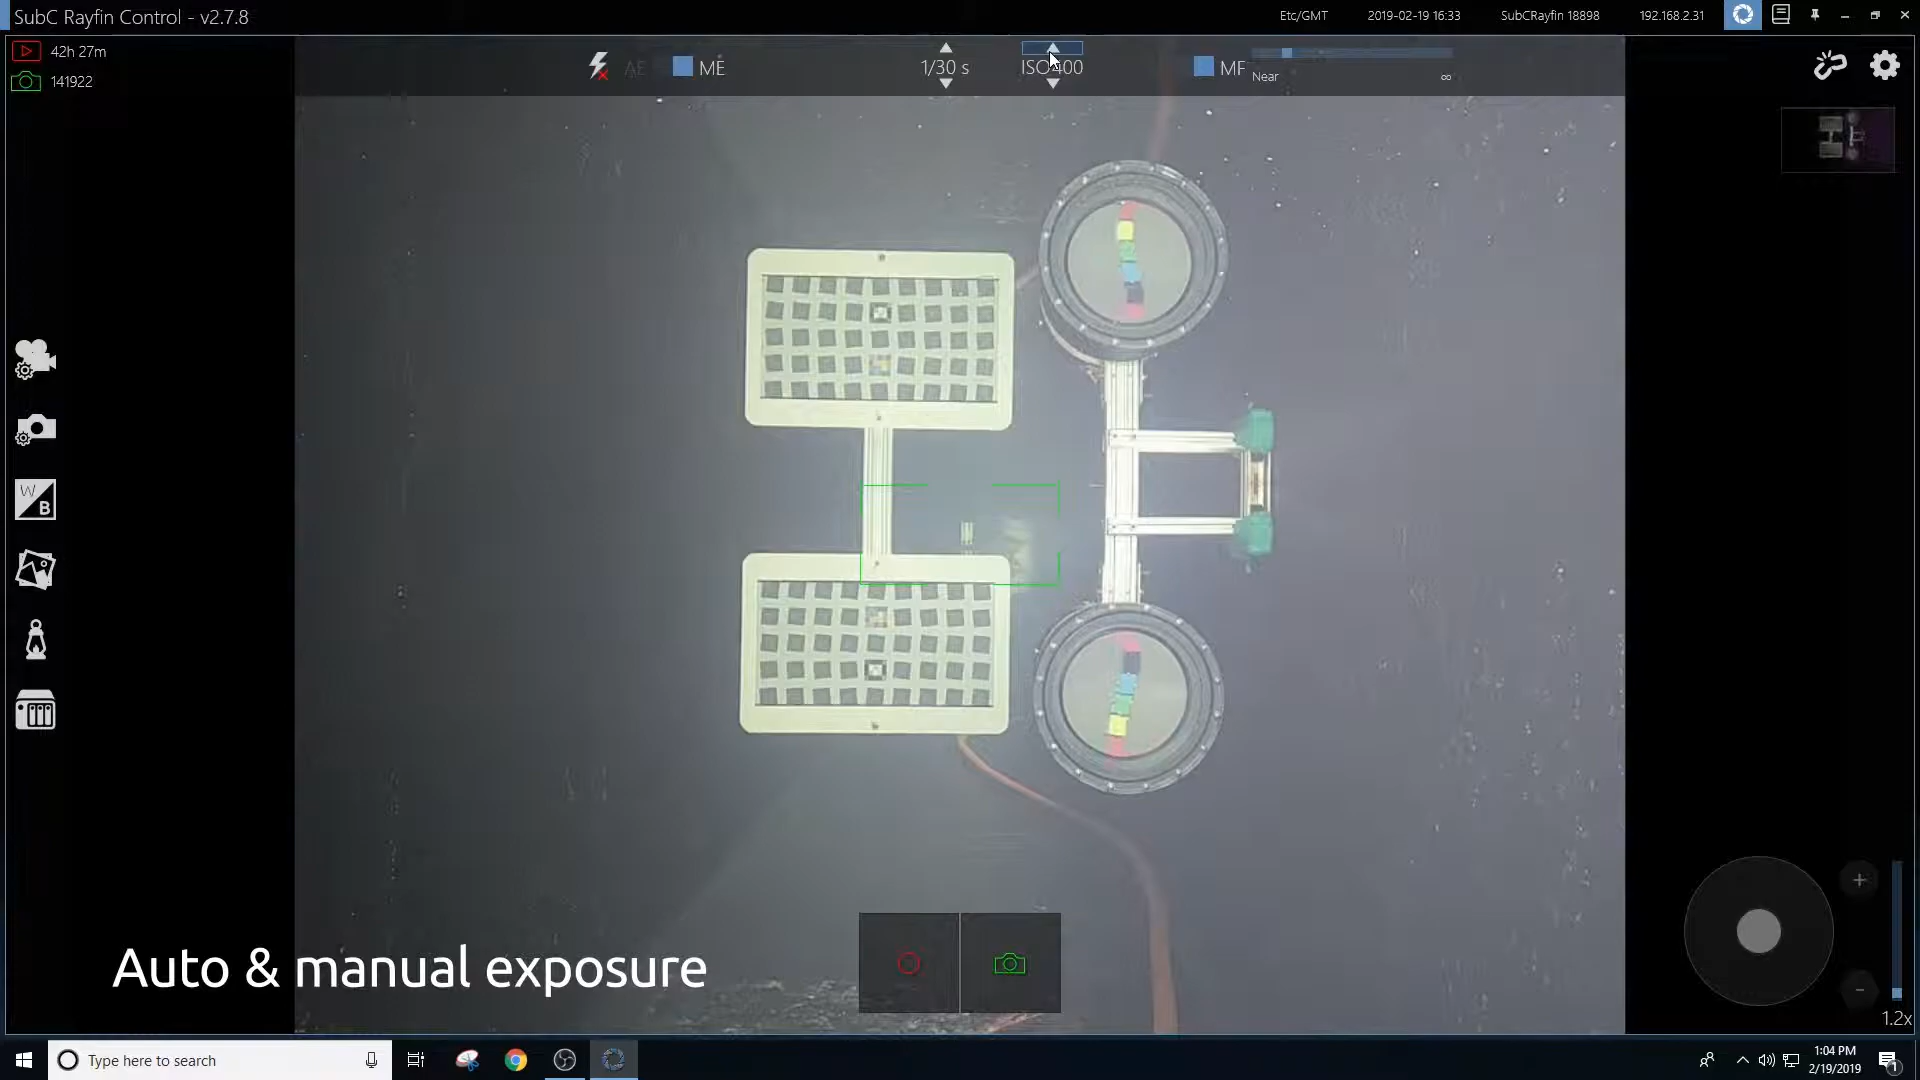 SubC Rayfin Control - v2.7.8
Etc/GMT
2019-02-19 16:33
SubCRayfin 18898
192.168.2.31
42h 27m
141922
AE
ME
1/30 s
ISO400
MF
Near
∞
W
B
Auto & manual exposure
1.2x
Type here to search
1:04 PM
2/19/2019
1